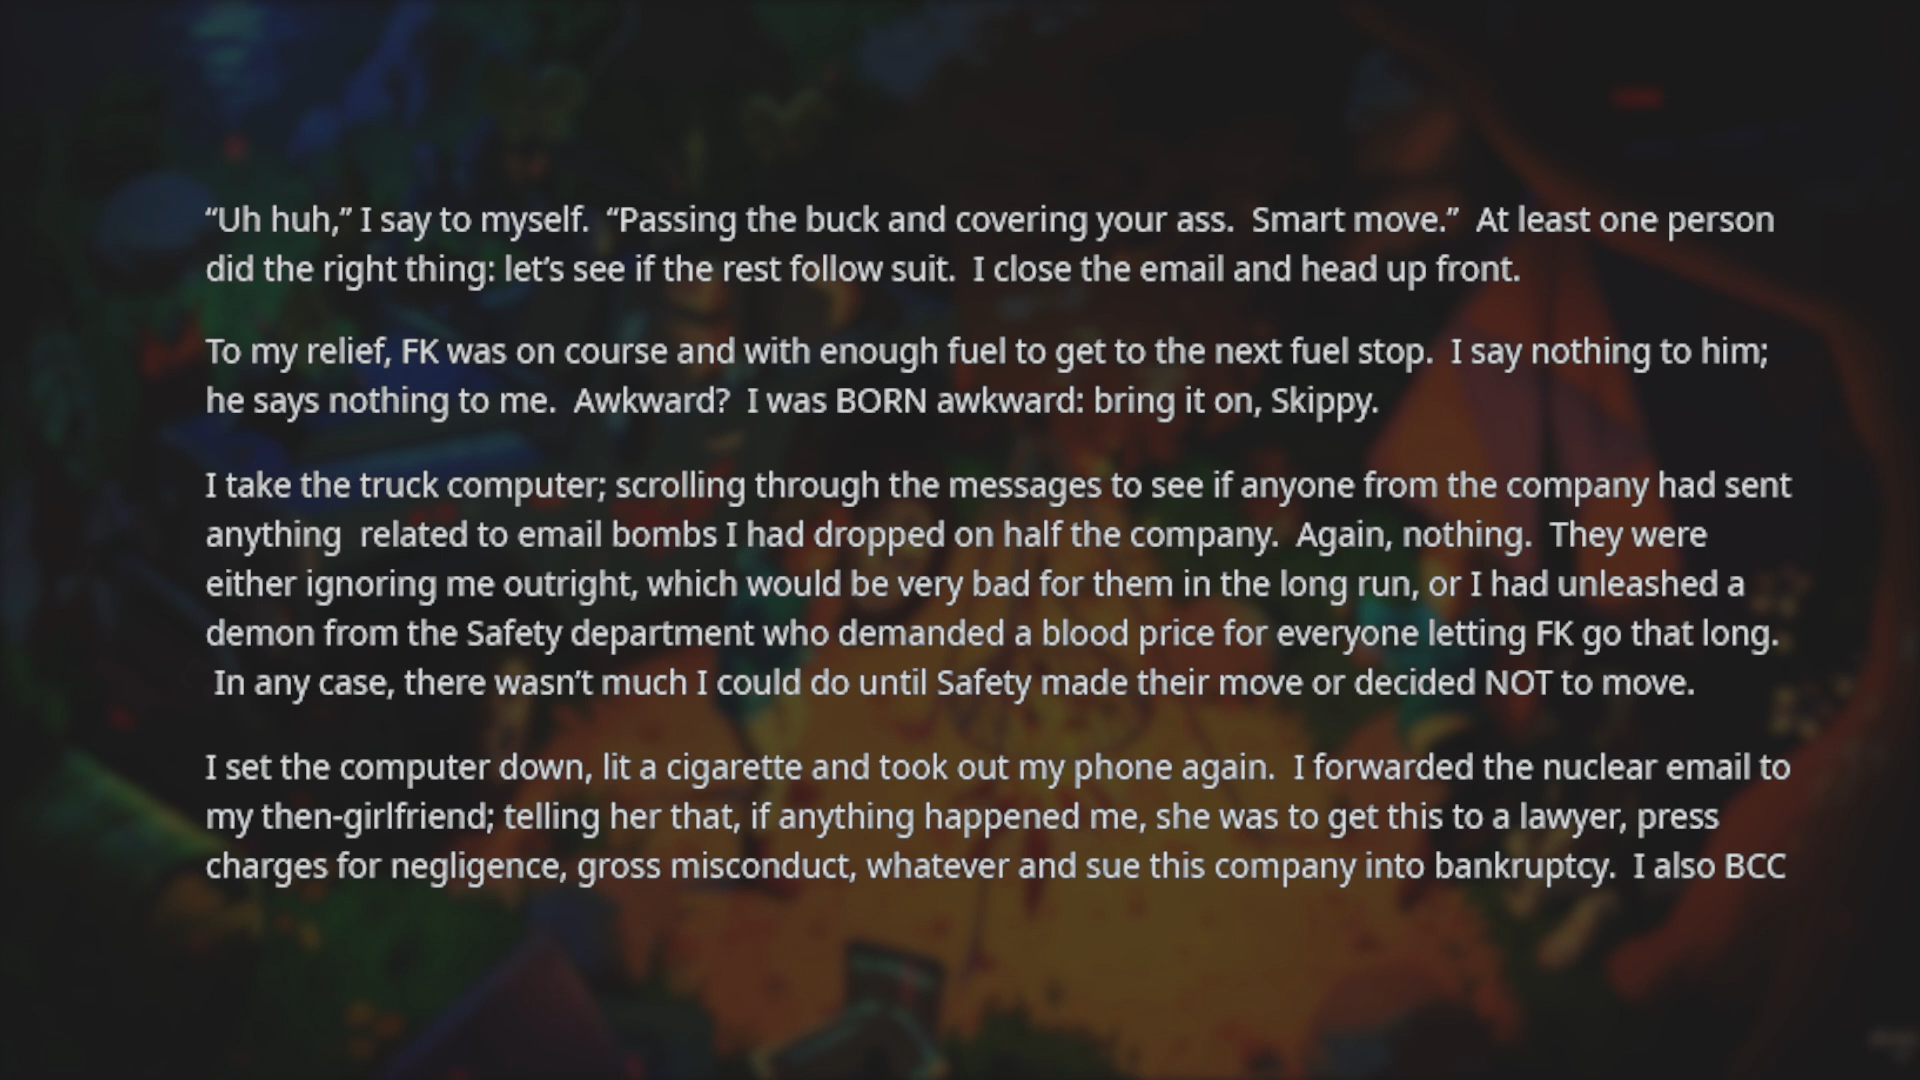 “Uh huh,” I say to myself.  “Passing the buck and covering your ass.  Smart move.”  At least one person
did the right thing: let’s see if the rest follow suit.  I close the email and head up front.
To my relief, FK was on course and with enough fuel to get to the next fuel stop.  I say nothing to him;
he says nothing to me.  Awkward?  I was BORN awkward: bring it on, Skippy.
I take the truck computer; scrolling through the messages to see if anyone from the company had sent
anything  related to email bombs I had dropped on half the company.  Again, nothing.  They were
either ignoring me outright, which would be very bad for them in the long run, or I had unleashed a
demon from the Safety department who demanded a blood price for everyone letting FK go that long.
In any case, there wasn’t much I could do until Safety made their move or decided NOT to move.
I set the computer down, lit a cigarette and took out my phone again.  I forwarded the nuclear email to
my then-girlfriend; telling her that, if anything happened me, she was to get this to a lawyer, press
charges for negligence, gross misconduct, whatever and sue this company into bankruptcy.  I also BCC